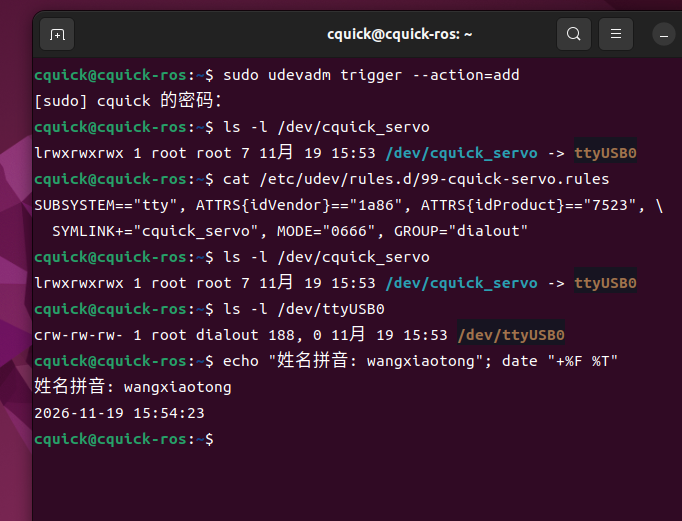 cquick@cquick-ros: ~
cquick@cquick-ros:~$ sudo udevadm trigger --action=add
[sudo] cquick 的密码：
cquick@cquick-ros:~$ ls -l /dev/cquick_servo
lrwxrwxrwx 1 root root 7 11月 19 15:53 /dev/cquick_servo -> ttyUSB0
cquick@cquick-ros:~$ cat /etc/udev/rules.d/99-cquick-servo.rules
SUBSYSTEM=="tty", ATTRS{idVendor}=="1a86", ATTRS{idProduct}=="7523", \
  SYMLINK+="cquick_servo", MODE="0666", GROUP="dialout"
cquick@cquick-ros:~$ ls -l /dev/cquick_servo
lrwxrwxrwx 1 root root 7 11月 19 15:53 /dev/cquick_servo -> ttyUSB0
cquick@cquick-ros:~$ ls -l /dev/ttyUSB0
crw-rw-rw- 1 root dialout 188, 0 11月 19 15:53 /dev/ttyUSB0
cquick@cquick-ros:~$ echo "姓名拼音: wangxiaotong"; date "+%F %T"
姓名拼音: wangxiaotong
2026-11-19 15:54:23
cquick@cquick-ros:~$